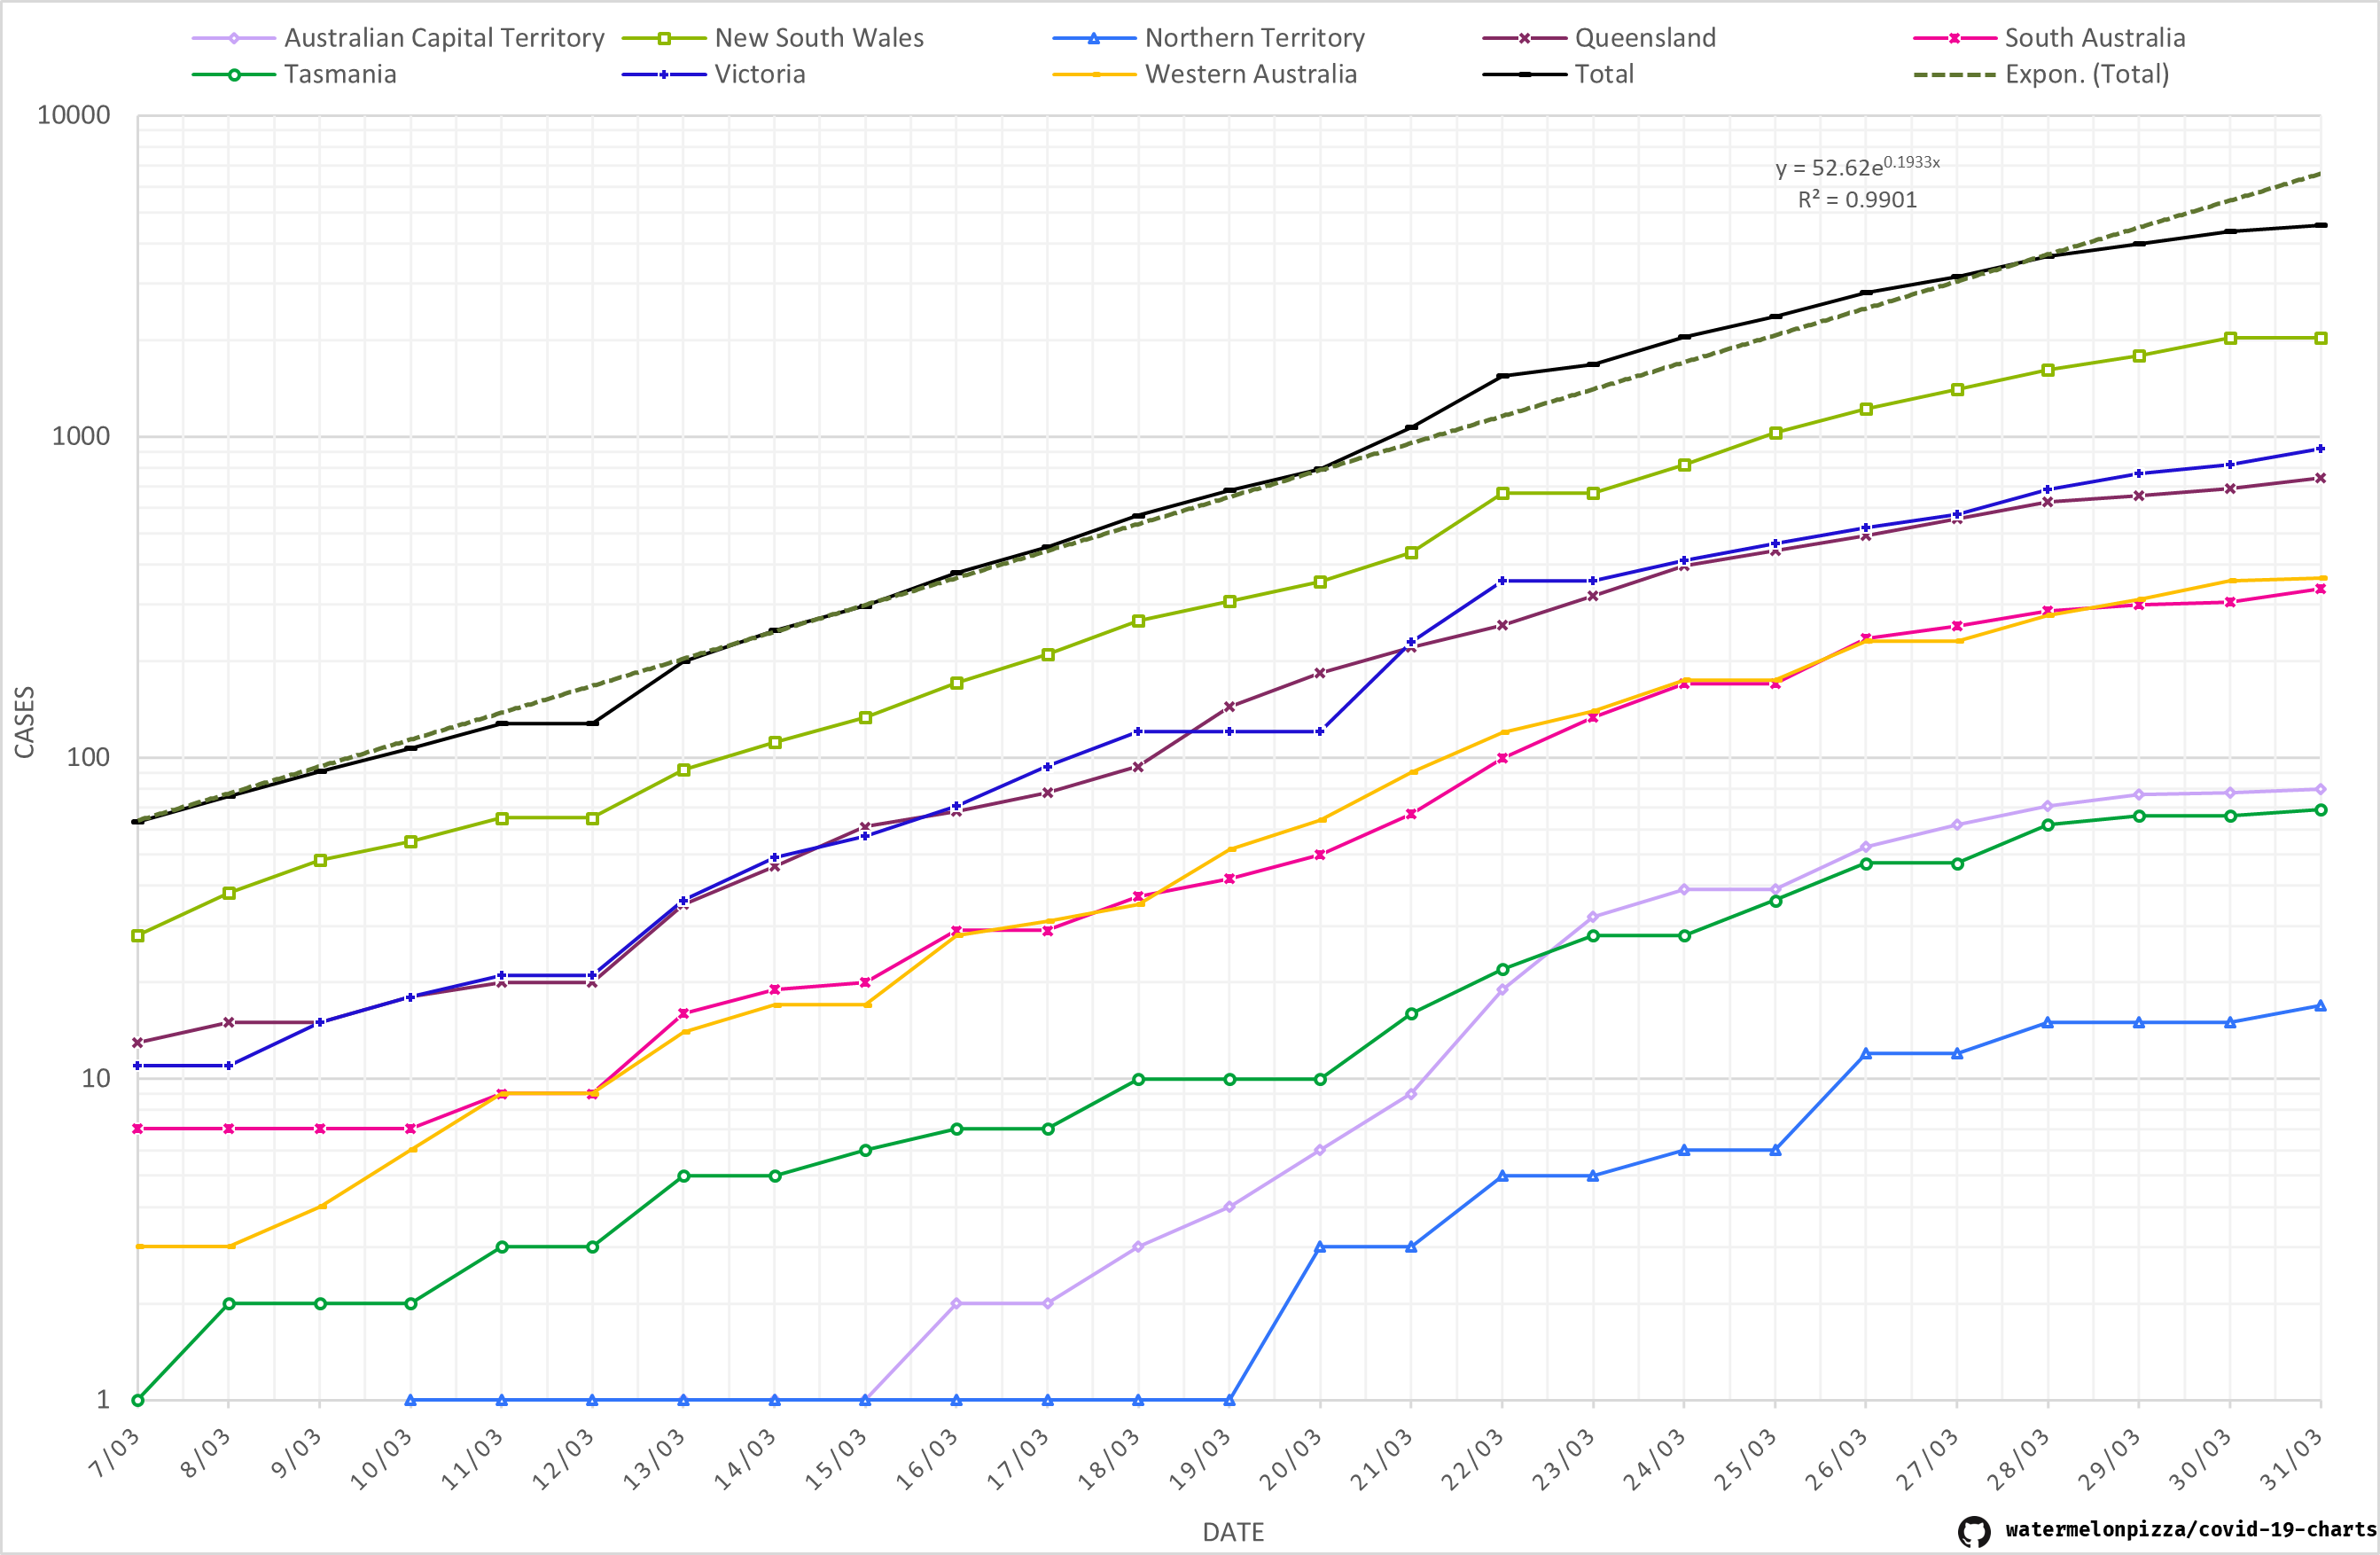 Australian Capital Territory New South Wales Northern Territory Queensland South Australia
Tasmania Victoria Western Australia Total Expon. (Total)
10000
y = 52.62e^0.1933x
R² = 0.9901
1000
CASES
100
10
1
7/03 8/03 9/03 10/03 11/03 12/03 13/03 14/03 15/03 16/03 17/03 18/03 19/03 20/03 21/03 22/03 23/03 24/03 25/03 26/03 27/03 28/03 29/03 30/03 31/03
DATE
watermelonpizza/covid-19-charts